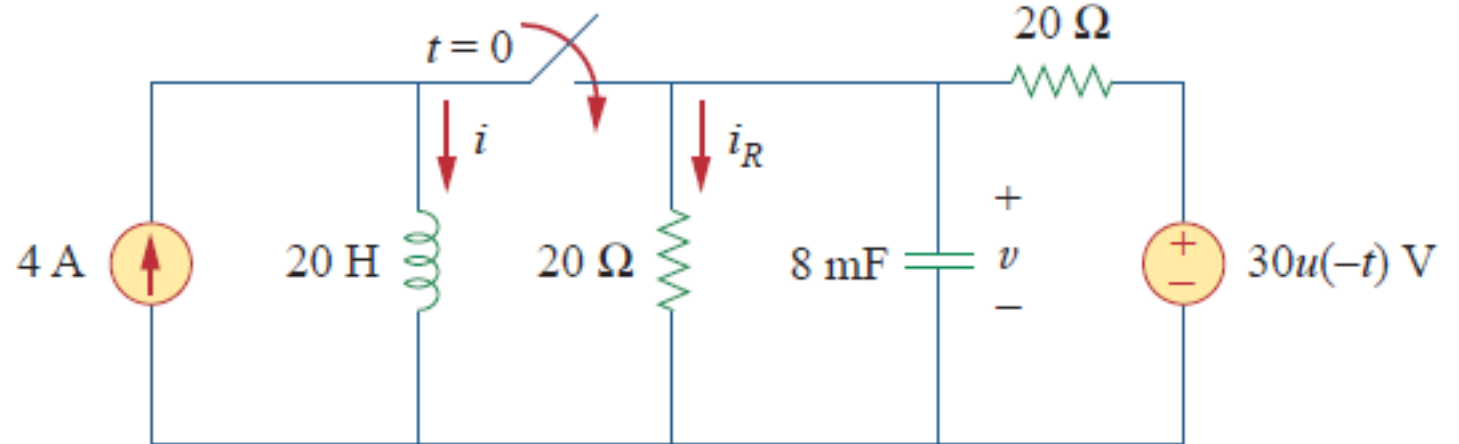 20 Ω
t = 0
i
i_R
4 A
20 H
20 Ω
8 mF
+
v
−
+
−
30u(−t) V